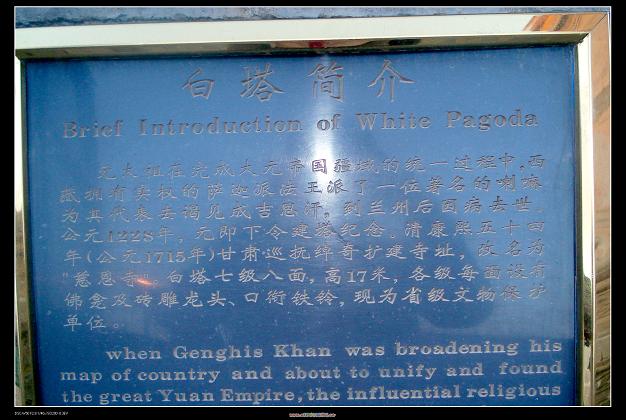 白塔简介
Brief Introduction of White Pagoda
元太祖在完成大元帝国疆域的统一过程中,西
藏拥有实权的萨迦派法王派了一位著名的喇嘛
为其代表去谒见成吉思汗,到兰州后因病去世。
公元1228年,元即下令建塔纪念。清康熙五十四
年(公元1715年)甘肃巡抚绰奇扩建寺址,改名为
"慈恩寺"。白塔七级八面,高17米,各级每面设有
佛龛及砖雕龙头、口衔铁铃,现为省级文物保护
单位。
when Genghis Khan was broadening his
map of country and about to unify and found
the great Yuan Empire, the influential religious